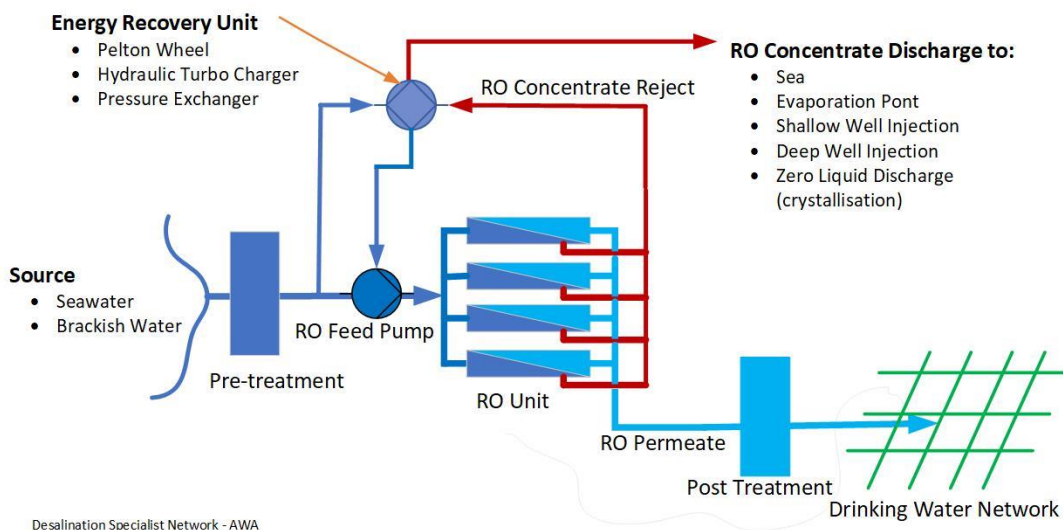 Energy Recovery Unit
• Pelton Wheel
• Hydraulic Turbo Charger
• Pressure Exchanger
RO Concentrate Reject
RO Concentrate Discharge to:
• Sea
• Evaporation Pont
• Shallow Well Injection
• Deep Well Injection
• Zero Liquid Discharge
(crystallisation)
Source
• Seawater
• Brackish Water
Pre-treatment
RO Feed Pump
RO Unit
RO Permeate
Post Treatment
Drinking Water Network
Desalination Specialist Network - AWA